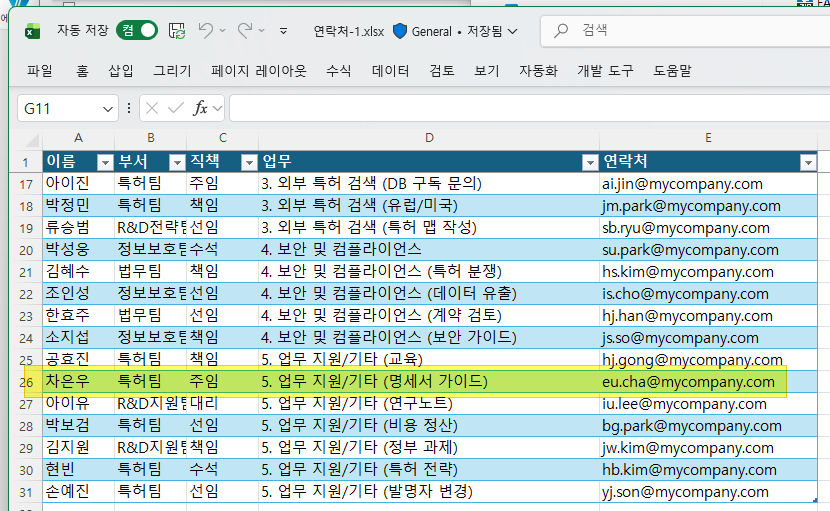 자동 저장 켬 연락처-1.xlsx General • 저장됨 검색
파일 홈 삽입 그리기 페이지 레이아웃 수식 데이터 검토 보기 자동화 개발 도구 도움말
G11 fx
A B C D E
1 이름 부서 직책 업무 연락처
17 아이진 특허팀 주임 3. 외부 특허 검색 (DB 구독 문의) ai.jin@mycompany.com
18 박정민 특허팀 책임 3. 외부 특허 검색 (유럽/미국) jm.park@mycompany.com
19 류승범 R&D전략팀 선임 3. 외부 특허 검색 (특허 맵 작성) sb.ryu@mycompany.com
20 박성웅 정보보호팀 수석 4. 보안 및 컴플라이언스 su.park@mycompany.com
21 김혜수 법무팀 책임 4. 보안 및 컴플라이언스 (특허 분쟁) hs.kim@mycompany.com
22 조인성 정보보호팀 선임 4. 보안 및 컴플라이언스 (데이터 유출) is.cho@mycompany.com
23 한효주 법무팀 선임 4. 보안 및 컴플라이언스 (계약 검토) hj.han@mycompany.com
24 소지섭 정보보호팀 책임 4. 보안 및 컴플라이언스 (보안 가이드) js.so@mycompany.com
25 공효진 특허팀 책임 5. 업무 지원/기타 (교육) hj.gong@mycompany.com
26 차은우 특허팀 주임 5. 업무 지원/기타 (명세서 가이드) eu.cha@mycompany.com
27 아이유 R&D지원팀 대리 5. 업무 지원/기타 (연구노트) iu.lee@mycompany.com
28 박보검 특허팀 선임 5. 업무 지원/기타 (비용 정산) bg.park@mycompany.com
29 김지원 R&D지원팀 책임 5. 업무 지원/기타 (정부 과제) jw.kim@mycompany.com
30 현빈 특허팀 수석 5. 업무 지원/기타 (특허 전략) hb.kim@mycompany.com
31 손예진 특허팀 선임 5. 업무 지원/기타 (발명자 변경) yj.son@mycompany.com